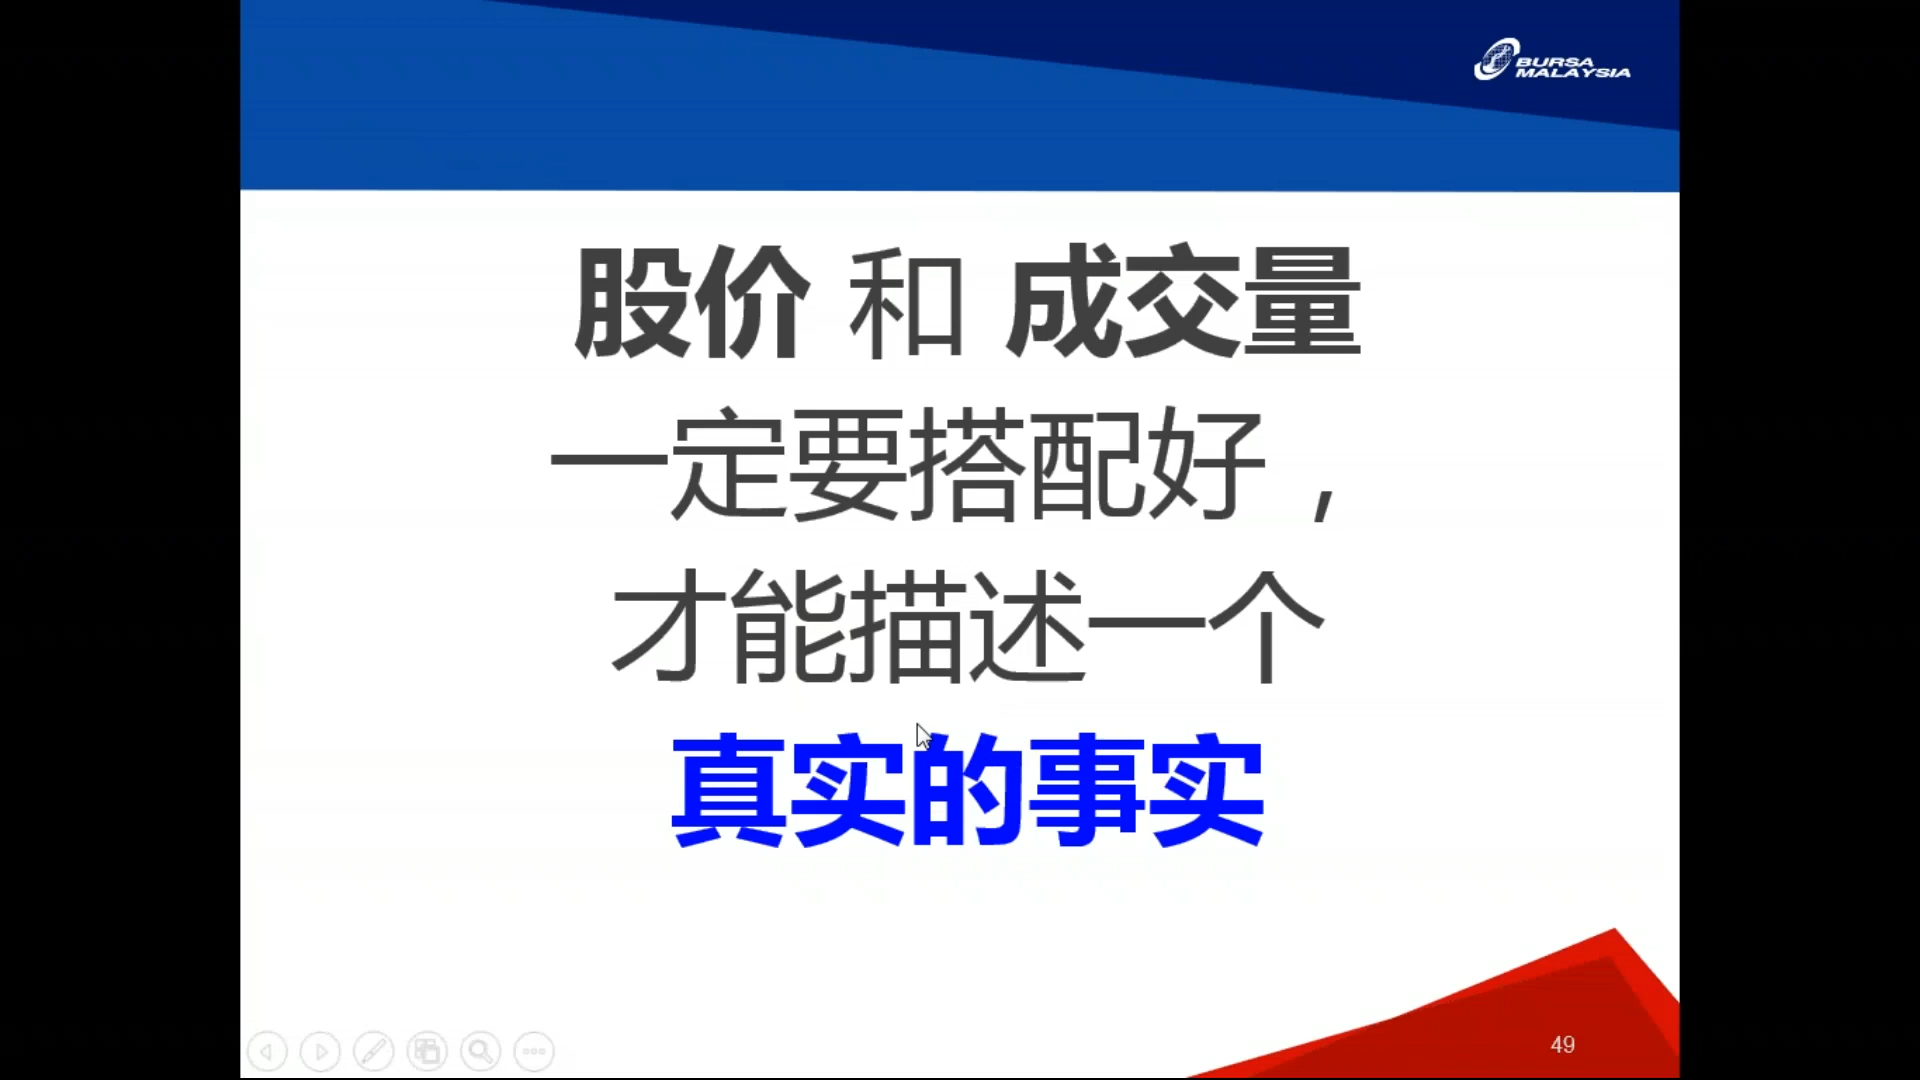 BURSA
MALAYSIA
股价 和 成交量
一定要搭配好，
才能描述一个
真实的事实
49